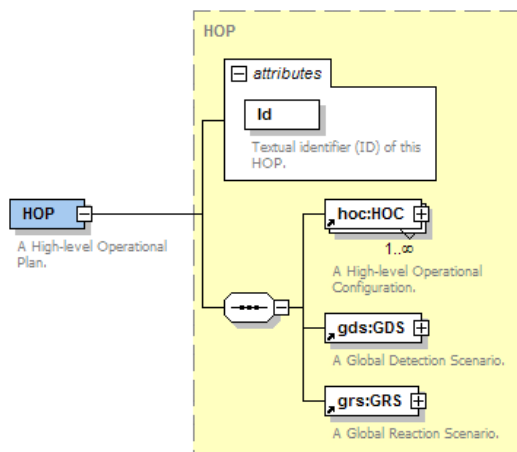 HOP
attributes
Id
Textual identifier (ID) of this
HOP.
HOP
A High-level Operational
Plan.
hoc:HOC
1..∞
A High-level Operational
Configuration.
gds:GDS
A Global Detection Scenario.
grs:GRS
A Global Reaction Scenario.